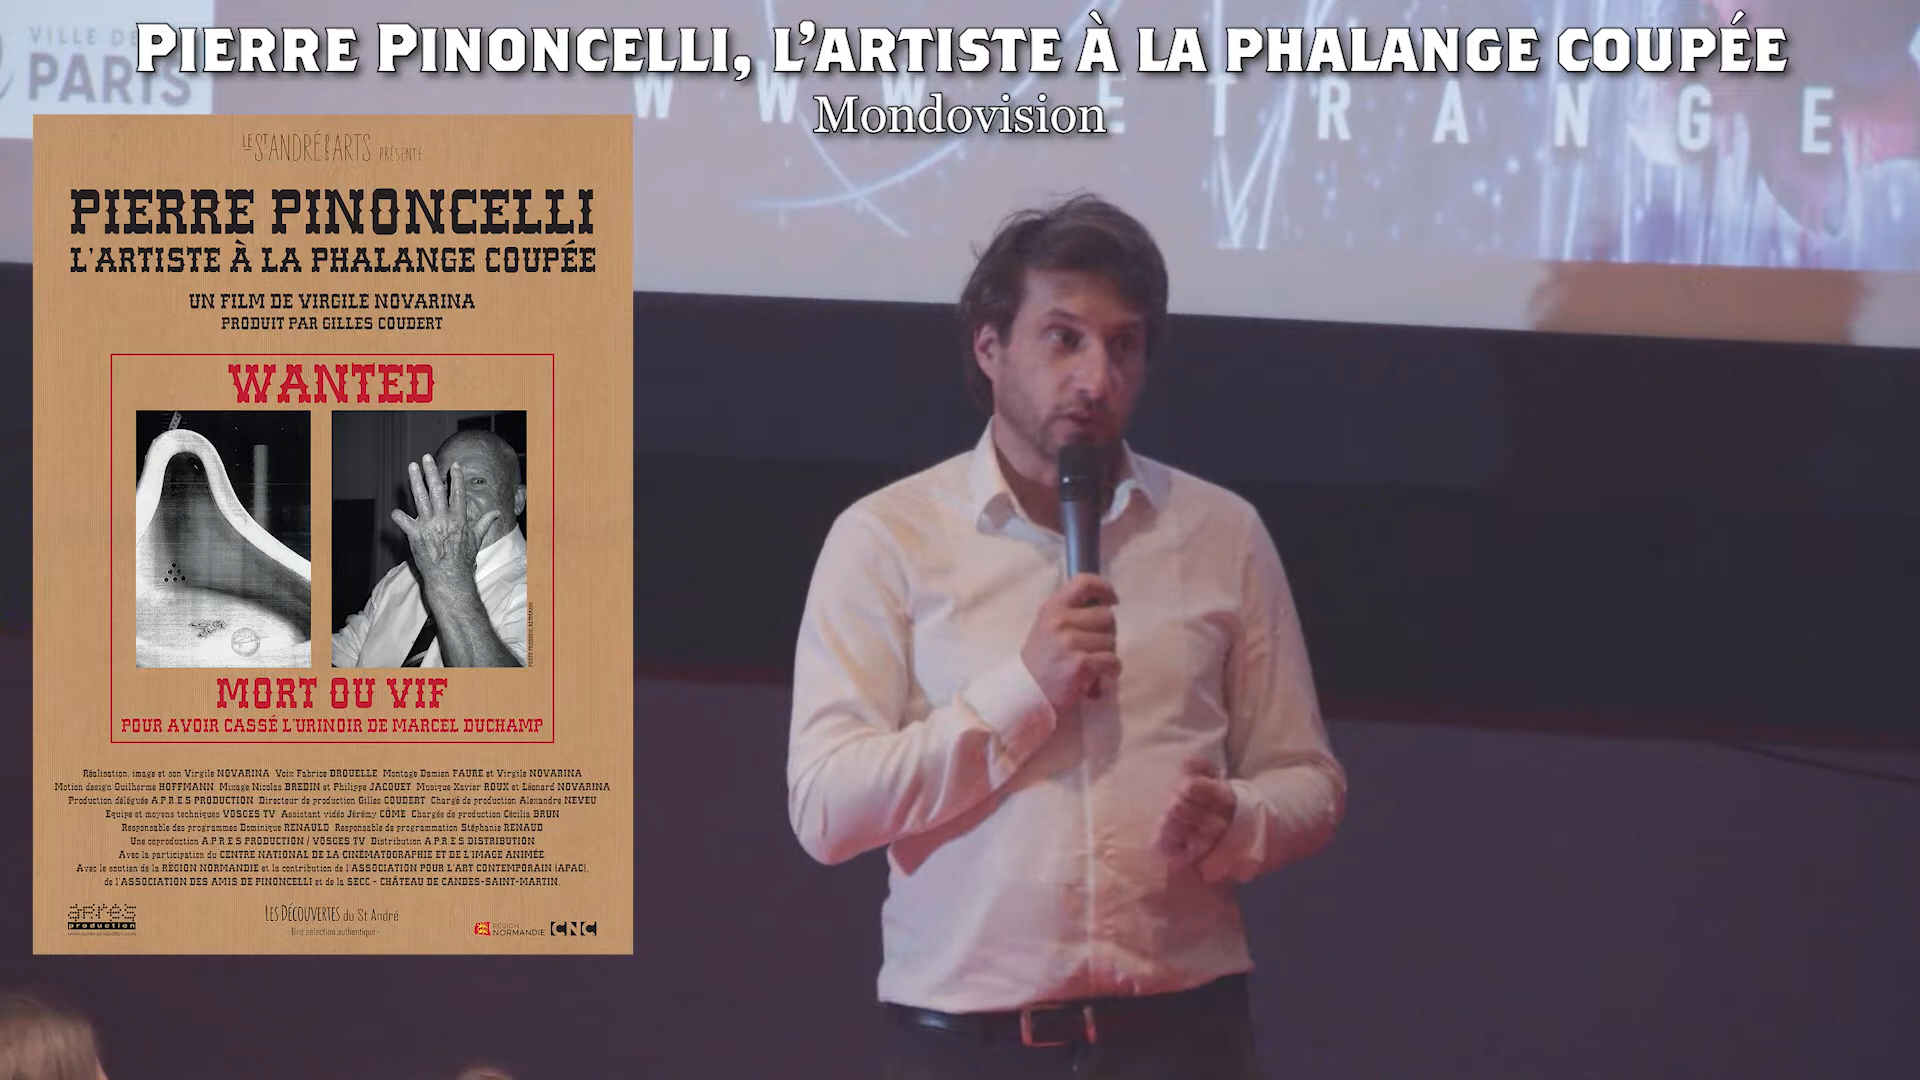 PIERRE PINONCELLI, L'ARTISTE À LA PHALANGE COUPÉE
Mondovision
VILLE DE
PARIS
W W W . E T R A N G E
LE ST ANDRÉ DES ARTS PRÉSENTE
PIERRE PINONCELLI
L'ARTISTE À LA PHALANGE COUPÉE
UN FILM DE VIRGILE NOVARINA
PRODUIT PAR GILLES COUDERT
WANTED
MORT OU VIF
POUR AVOIR CASSÉ L'URINOIR DE MARCEL DUCHAMP
Réalisation, image et son Virgile NOVARINA Voix Fabrice DROUELLE Montage Damien FAURE et Virgile NOVARINA
Motion design Guilherme HOFFMANN Mixage Nicolas BREDIN et Philippe JACQUET Musique Xavier ROUX et Léonard NOVARINA
Production déléguée A.P.R.E.S PRODUCTION Directeur de production Gilles COUDERT Chargé de production Alexandre NEVEU
Equipe et moyens techniques VOSGES TV Assistant vidéo Jérémy CÔME Chargée de production Cécilia BRUN
Responsable des programmes Dominique RENAULD Responsable de programmation Stéphanie RENAUD
Une coproduction A.P.R.E.S PRODUCTION / VOSGES TV Distribution A.P.R.E.S DISTRIBUTION
Avec la participation du CENTRE NATIONAL DE LA CINÉMATOGRAPHIE ET DE L'IMAGE ANIMÉE,
Avec le soutien de la RÉGION NORMANDIE et la contribution de l'ASSOCIATION POUR L'ART CONTEMPORAIN (APAC),
de l'ASSOCIATION DES AMIS DE PINONCELLI et de la SECC - CHÂTEAU DE CANDES-SAINT-MARTIN.
après
production
LES DÉCOUVERTES du St André
- Une sélection authentique -
RÉGION
NORMANDIE
CNC